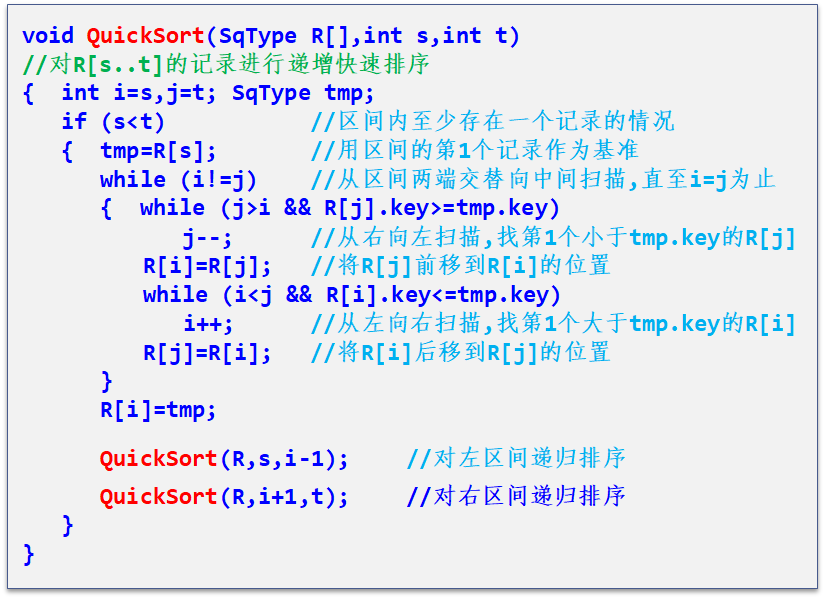 void QuickSort(SqType R[],int s,int t)
//对R[s..t]的记录进行递增快速排序
{  int i=s,j=t; SqType tmp;
   if (s<t)           //区间内至少存在一个记录的情况
   {  tmp=R[s];       //用区间的第1个记录作为基准
      while (i!=j)    //从区间两端交替向中间扫描,直至i=j为止
      {  while (j>i && R[j].key>=tmp.key)
            j--;      //从右向左扫描,找第1个小于tmp.key的R[j]
         R[i]=R[j];   //将R[j]前移到R[i]的位置
         while (i<j && R[i].key<=tmp.key)
            i++;      //从左向右扫描,找第1个大于tmp.key的R[i]
         R[j]=R[i];   //将R[i]后移到R[j]的位置
      }
      R[i]=tmp;
      QuickSort(R,s,i-1);    //对左区间递归排序
      QuickSort(R,i+1,t);    //对右区间递归排序
   }
}